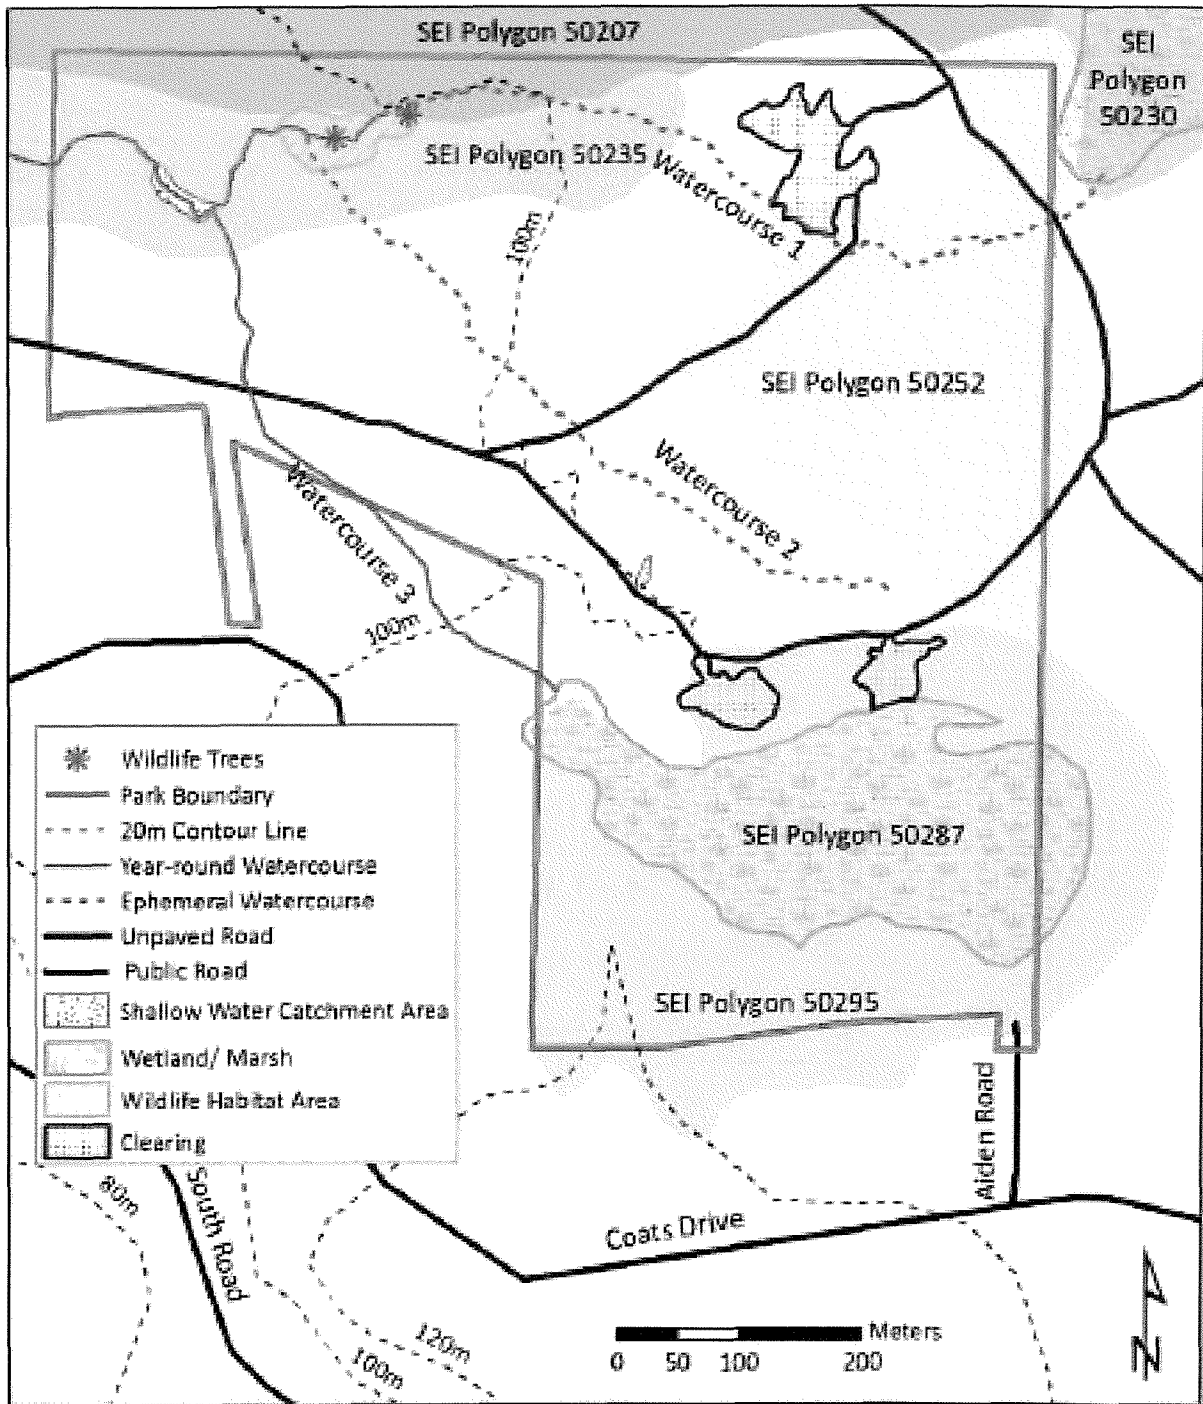 SEI Polygon 50207
SEI
Polygon
50230
SEI Polygon 50235
Watercourse 1
100m
SEI Polygon 50252
Watercourse 2
Watercourse 3
100m
SEI Polygon 50287
SEI Polygon 50295
Wildlife Trees
Park Boundary
20m Contour Line
Year-round Watercourse
Ephemeral Watercourse
Unpaved Road
Public Road
Shallow Water Catchment Area
Wetland/ Marsh
Wildlife Habitat Area
Clearing
Aiden Road
80m
South Road
Coats Drive
120m
100m
Meters
0 50 100 200
N